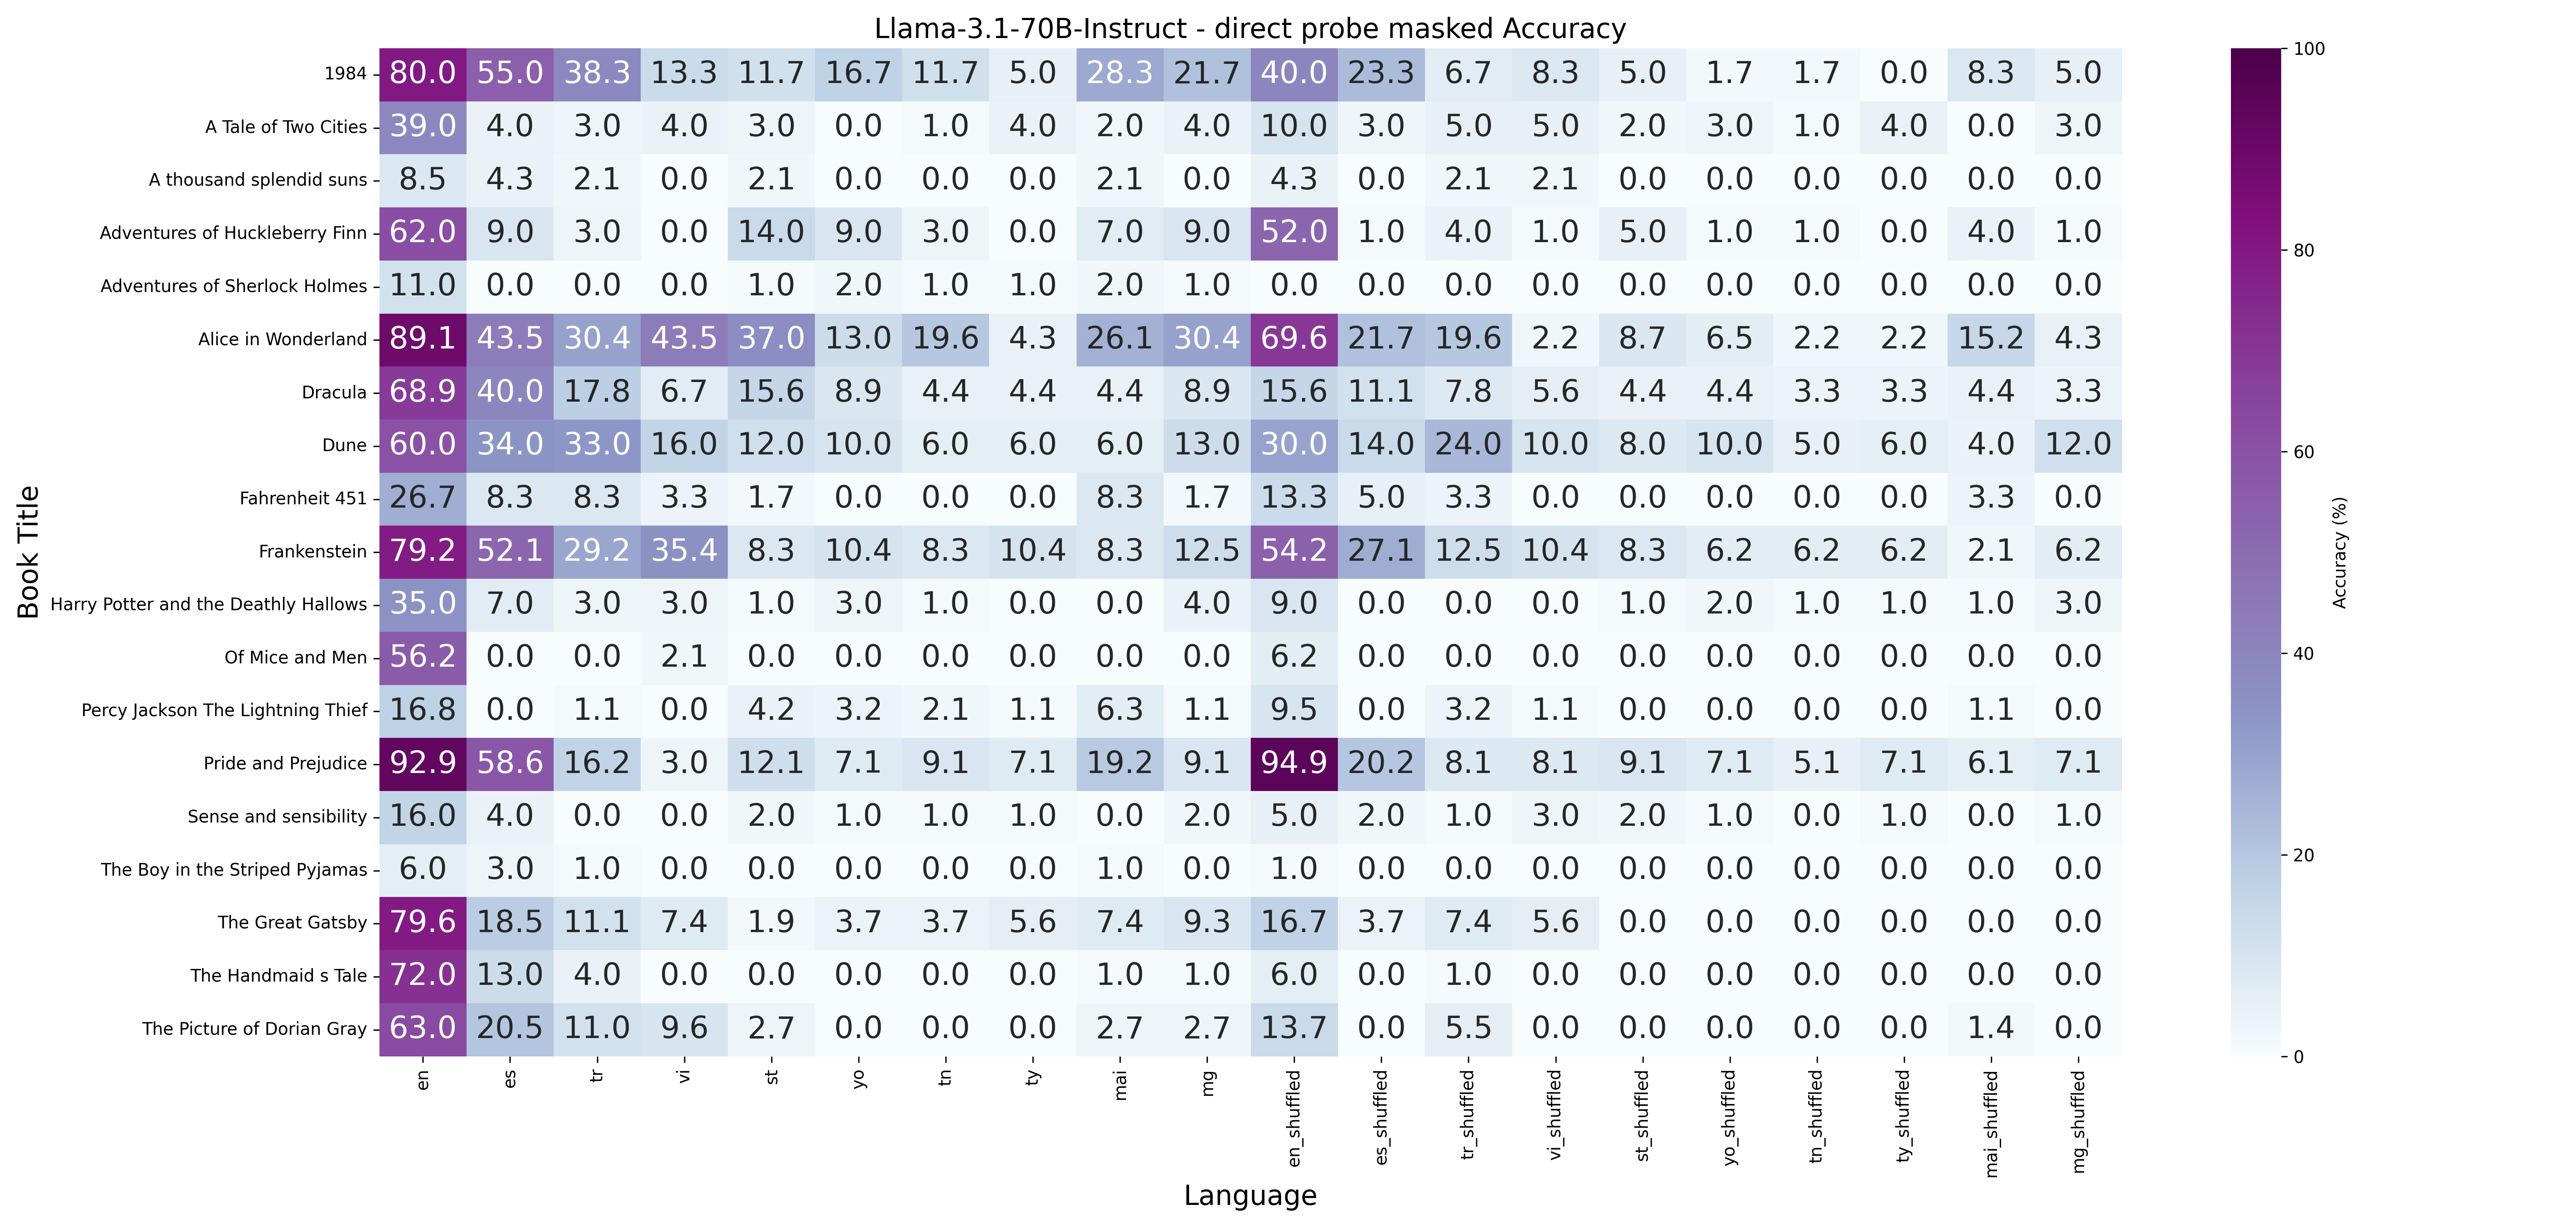 Llama-3.1-70B-Instruct - direct probe masked Accuracy
Book Title
1984 80.0 55.0 38.3 13.3 11.7 16.7 11.7 5.0 28.3 21.7 40.0 23.3 6.7 8.3 5.0 1.7 1.7 0.0 8.3 5.0
A Tale of Two Cities 39.0 4.0 3.0 4.0 3.0 0.0 1.0 4.0 2.0 4.0 10.0 3.0 5.0 5.0 2.0 3.0 1.0 4.0 0.0 3.0
A thousand splendid suns 8.5 4.3 2.1 0.0 2.1 0.0 0.0 0.0 2.1 0.0 4.3 0.0 2.1 2.1 0.0 0.0 0.0 0.0 0.0 0.0
Adventures of Huckleberry Finn 62.0 9.0 3.0 0.0 14.0 9.0 3.0 0.0 7.0 9.0 52.0 1.0 4.0 1.0 5.0 1.0 1.0 0.0 4.0 1.0
Adventures of Sherlock Holmes 11.0 0.0 0.0 0.0 1.0 2.0 1.0 1.0 2.0 1.0 0.0 0.0 0.0 0.0 0.0 0.0 0.0 0.0 0.0 0.0
Alice in Wonderland 89.1 43.5 30.4 43.5 37.0 13.0 19.6 4.3 26.1 30.4 69.6 21.7 19.6 2.2 8.7 6.5 2.2 2.2 15.2 4.3
Dracula 68.9 40.0 17.8 6.7 15.6 8.9 4.4 4.4 4.4 8.9 15.6 11.1 7.8 5.6 4.4 4.4 3.3 3.3 4.4 3.3
Dune 60.0 34.0 33.0 16.0 12.0 10.0 6.0 6.0 6.0 13.0 30.0 14.0 24.0 10.0 8.0 10.0 5.0 6.0 4.0 12.0
Fahrenheit 451 26.7 8.3 8.3 3.3 1.7 0.0 0.0 0.0 8.3 1.7 13.3 5.0 3.3 0.0 0.0 0.0 0.0 0.0 3.3 0.0
Frankenstein 79.2 52.1 29.2 35.4 8.3 10.4 8.3 10.4 8.3 12.5 54.2 27.1 12.5 10.4 8.3 6.2 6.2 6.2 2.1 6.2
Harry Potter and the Deathly Hallows 35.0 7.0 3.0 3.0 1.0 3.0 1.0 0.0 0.0 4.0 9.0 0.0 0.0 0.0 1.0 2.0 1.0 1.0 1.0 3.0
Of Mice and Men 56.2 0.0 0.0 2.1 0.0 0.0 0.0 0.0 0.0 0.0 6.2 0.0 0.0 0.0 0.0 0.0 0.0 0.0 0.0 0.0
Percy Jackson The Lightning Thief 16.8 0.0 1.1 0.0 4.2 3.2 2.1 1.1 6.3 1.1 9.5 0.0 3.2 1.1 0.0 0.0 0.0 0.0 1.1 0.0
Pride and Prejudice 92.9 58.6 16.2 3.0 12.1 7.1 9.1 7.1 19.2 9.1 94.9 20.2 8.1 8.1 9.1 7.1 5.1 7.1 6.1 7.1
Sense and sensibility 16.0 4.0 0.0 0.0 2.0 1.0 1.0 1.0 0.0 2.0 5.0 2.0 1.0 3.0 2.0 1.0 0.0 1.0 0.0 1.0
The Boy in the Striped Pyjamas 6.0 3.0 1.0 0.0 0.0 0.0 0.0 0.0 1.0 0.0 1.0 0.0 0.0 0.0 0.0 0.0 0.0 0.0 0.0 0.0
The Great Gatsby 79.6 18.5 11.1 7.4 1.9 3.7 3.7 5.6 7.4 9.3 16.7 3.7 7.4 5.6 0.0 0.0 0.0 0.0 0.0 0.0
The Handmaid s Tale 72.0 13.0 4.0 0.0 0.0 0.0 0.0 0.0 1.0 1.0 6.0 0.0 1.0 0.0 0.0 0.0 0.0 0.0 0.0 0.0
The Picture of Dorian Gray 63.0 20.5 11.0 9.6 2.7 0.0 0.0 0.0 2.7 2.7 13.7 0.0 5.5 0.0 0.0 0.0 0.0 0.0 1.4 0.0
en es tr vi st yo tn ty mai mg en_shuffled es_shuffled tr_shuffled vi_shuffled st_shuffled yo_shuffled tn_shuffled ty_shuffled mai_shuffled mg_shuffled
Language
100
80
60
40
20
0
Accuracy (%)